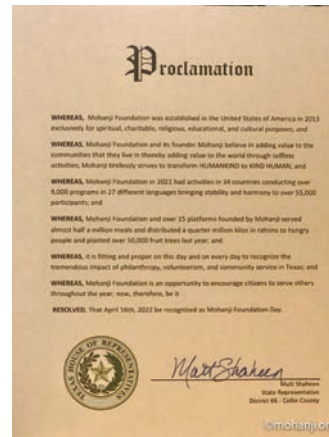 Proclamation
WHEREAS, Mohanji Foundation was established in the United States of America in 2013
exclusively for spiritual, charitable, religious, educational, and cultural purposes; and
WHEREAS, Mohanji Foundation and its founder Mohanji believe in adding value to the
communities that they live in thereby adding value to the world through selfless
activities, Mohanji tirelessly strives to transform HUMANKIND to KIND HUMAN; and
WHEREAS, Mohanji Foundation in 2021 had activities in 34 countries conducting over
programs in 27 different languages bringing stability and harmony to over 55,000
participants; and
WHEREAS, Mohanji Foundation and over 15 platforms founded by Mohanji served
almost half a million meals and distributed a quarter million kilos in rations to hungry
people and planted over 50,000 fruit trees last year; and
WHEREAS, it is fitting and proper on this day and on every day to recognize the
tremendous impact of philanthropy, volunteerism, and community service in Texas; and
WHEREAS, Mohanji Foundation is an opportunity to encourage citizens to serve others
throughout the year; now, therefore, be it
RESOLVED. That April 16th, 2022 be recognized as Mohanji Foundation Day.
TEXAS HOUSE OF REPRESENTATIVES
Matt Shaheen
Matt Shaheen
State Representative
District 66 - Collin County
©mohanji.or